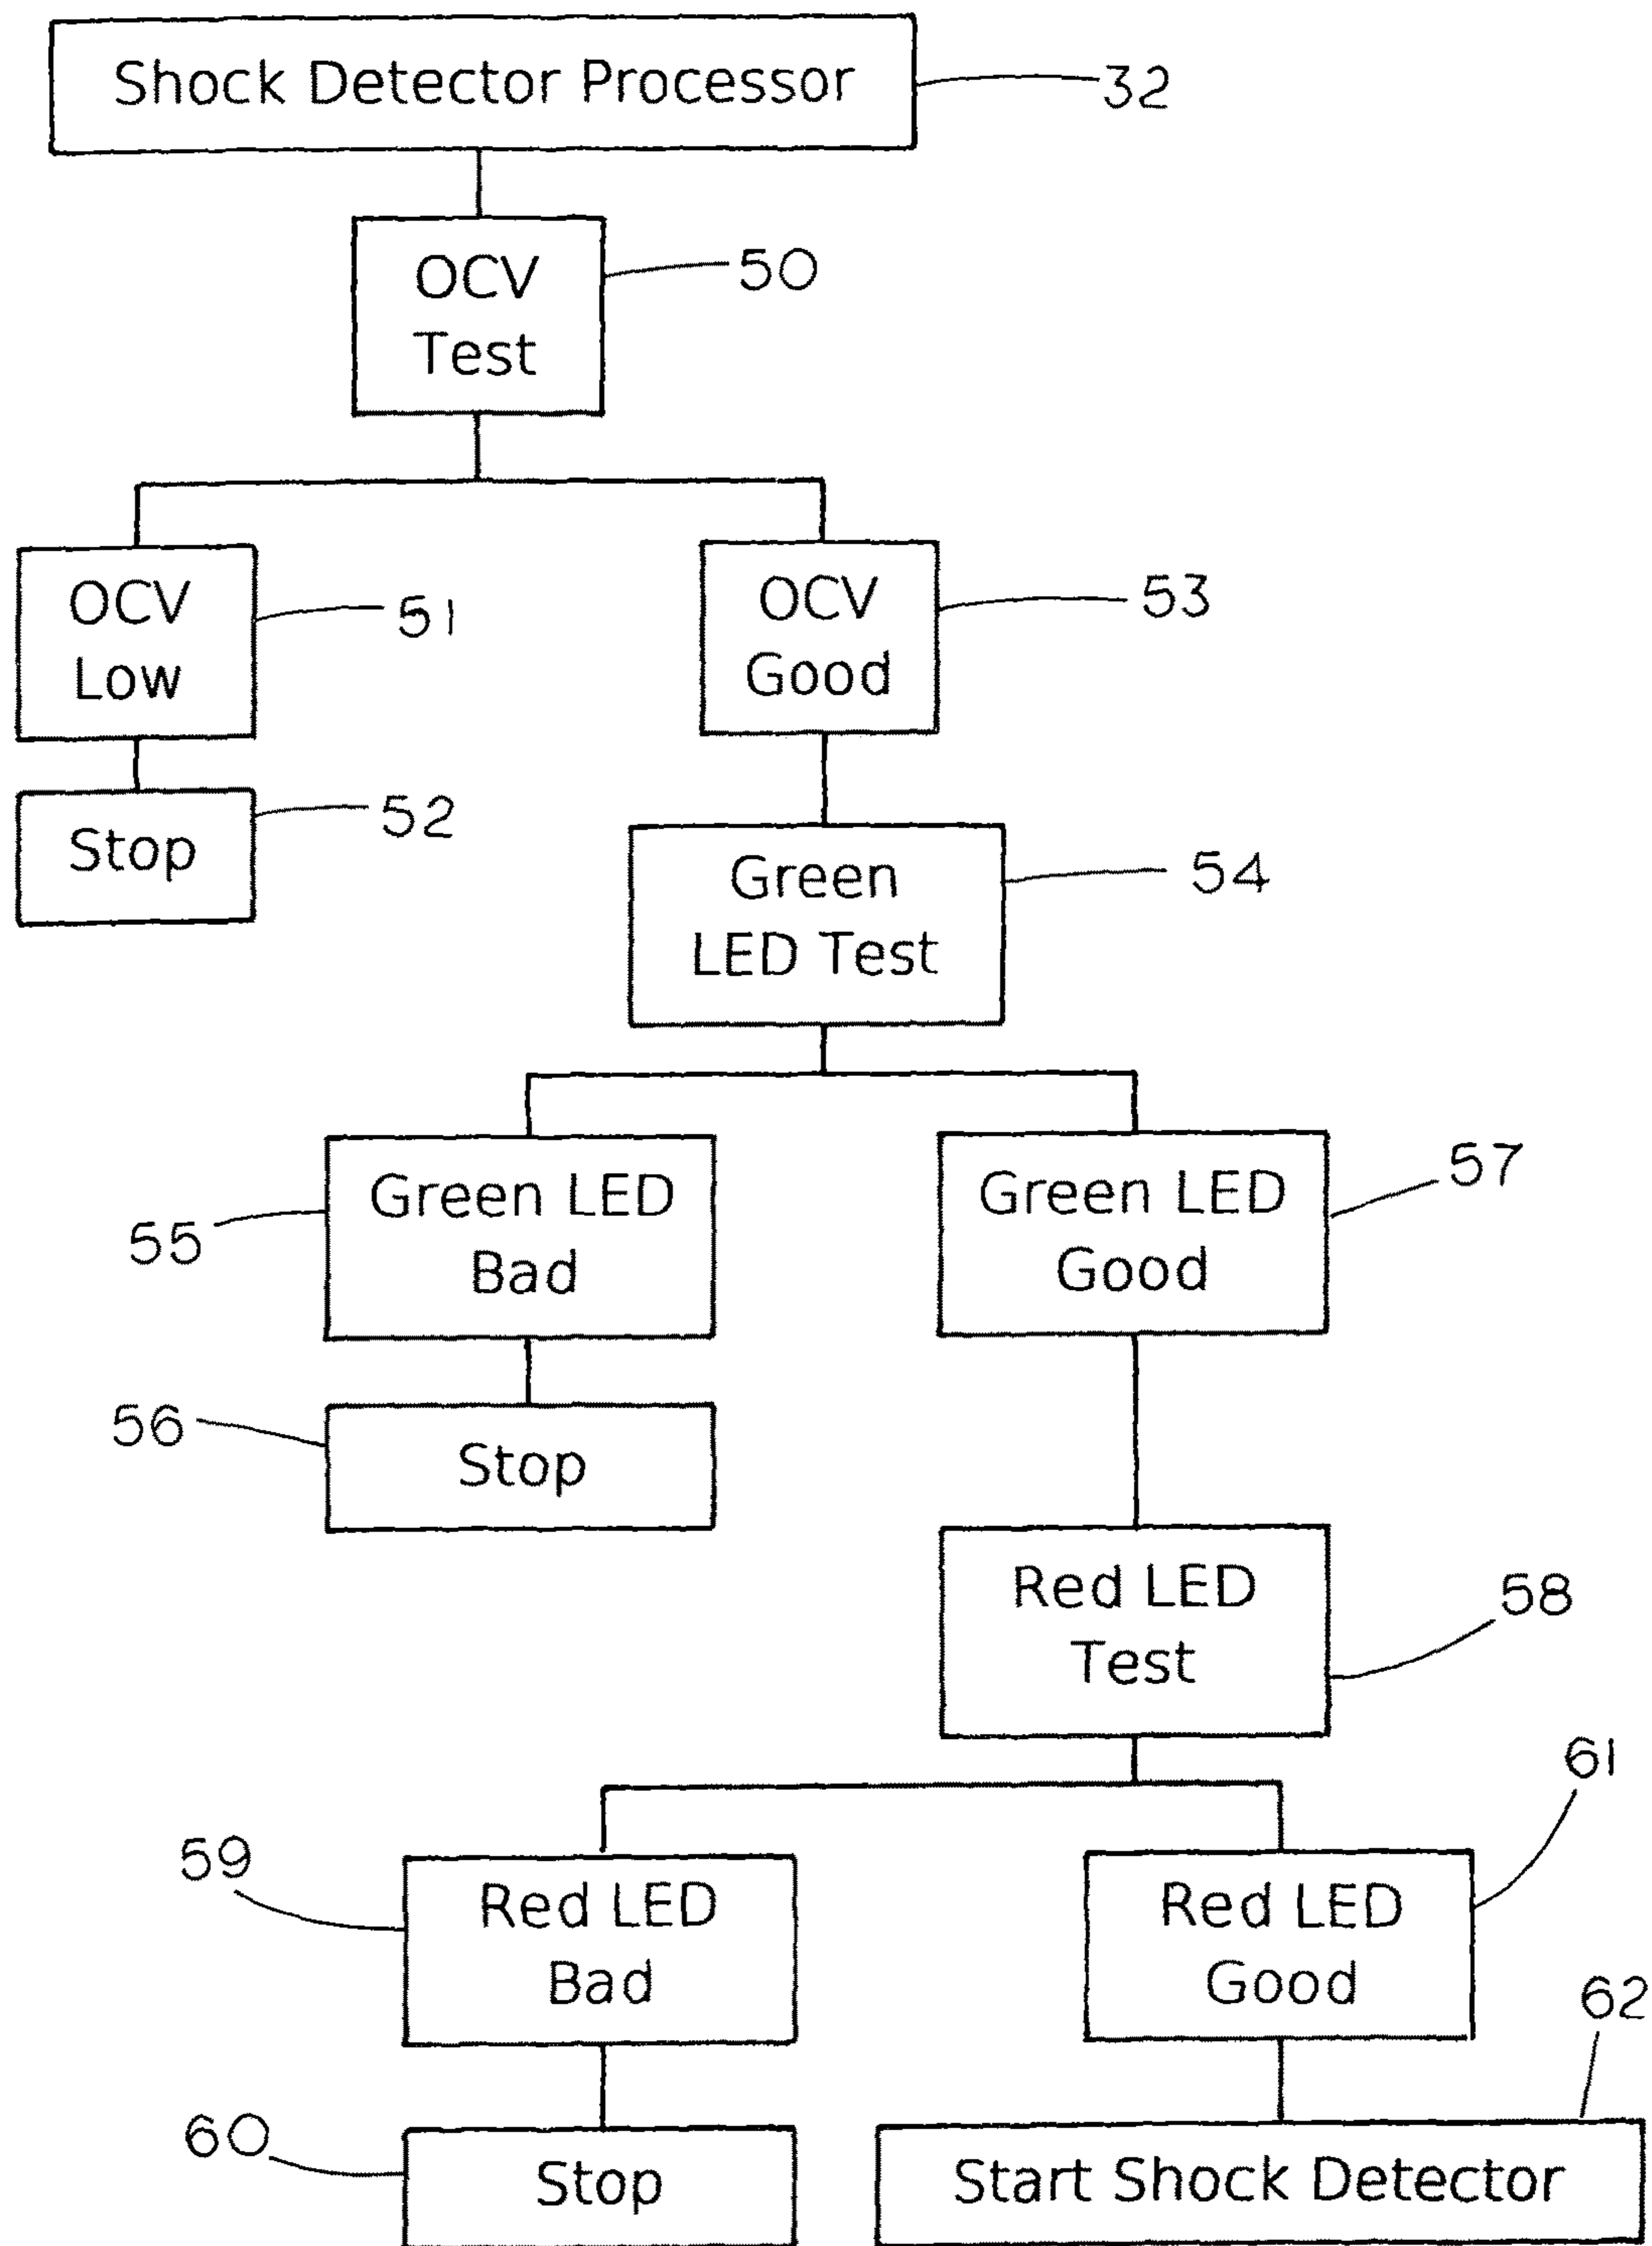 Shock Detector Processor
32
OCV
Test
50
OCV
Low
51
OCV
Good
53
Stop
52
Green
LED Test
54
Green LED
Bad
55
Green LED
Good
57
Stop
56
Red LED
Test
58
Red LED
Bad
59
Red LED
Good
61
Stop
60
Start Shock Detector
62